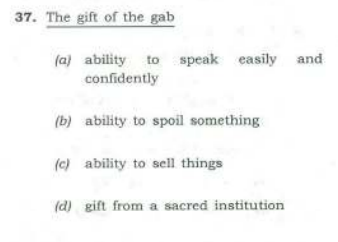 37. The gift of the gab
(a) ability to speak easily and
confidently
(b) ability to spoil something
(c) ability to sell things
(d) gift from a sacred institution